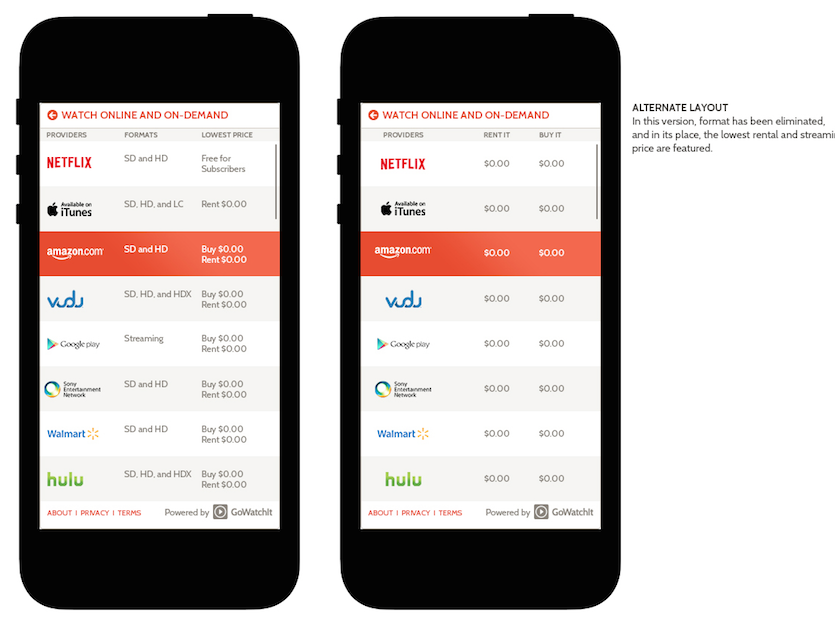 WATCH ONLINE AND ON-DEMAND
PROVIDERS FORMATS LOWEST PRICE
NETFLIX SD and HD Free for
Subscribers
Available on
iTunes SD, HD, and LC Rent $0.00
amazon.com SD and HD Buy $0.00
Rent $0.00
vudu SD, HD, and HDX Buy $0.00
Rent $0.00
Google play Streaming Buy $0.00
Rent $0.00
Sony
Entertainment
Network SD and HD Buy $0.00
Rent $0.00
Walmart SD and HD Buy $0.00
Rent $0.00
hulu SD, HD, and HDX Buy $0.00
Rent $0.00
ABOUT | PRIVACY | TERMS Powered by GoWatchIt
WATCH ONLINE AND ON-DEMAND
PROVIDERS RENT IT BUY IT
NETFLIX $0.00 $0.00
Available on
iTunes $0.00 $0.00
amazon.com $0.00 $0.00
vudu $0.00 $0.00
Google play $0.00 $0.00
Sony
Entertainment
Network $0.00 $0.00
Walmart $0.00 $0.00
hulu $0.00 $0.00
ABOUT | PRIVACY | TERMS Powered by GoWatchIt
ALTERNATE LAYOUT
In this version, format has been eliminated,
and in its place, the lowest rental and streami
price are featured.